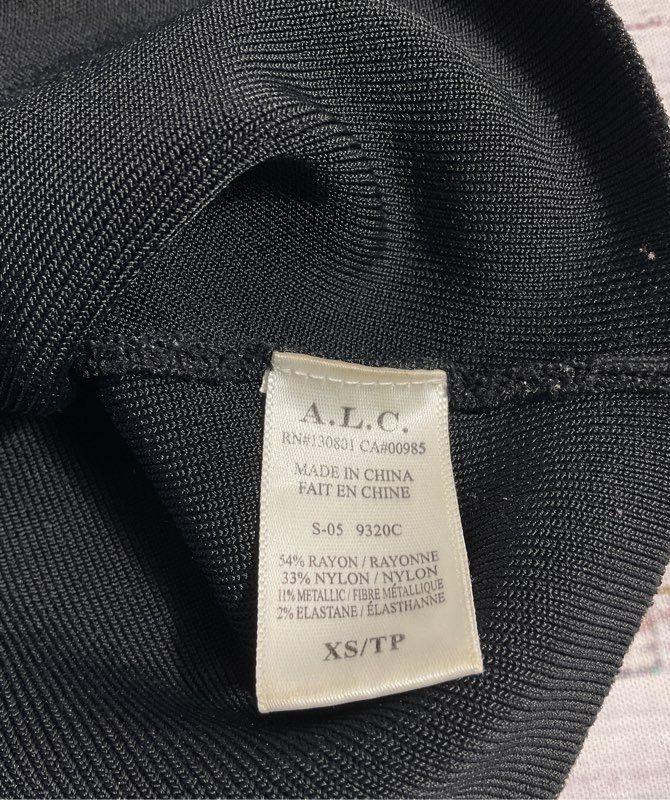 A.L.C.
RN#130801 CA#00985
MADE IN CHINA
FAIT EN CHINE
S-05 9320C
54% RAYON / RAYONNE
33% NYLON / NYLON
11% METALLIC / FIBRE MÉTALLIQUE
2% ELASTANE / ÉLASTHANNE
XS/TP